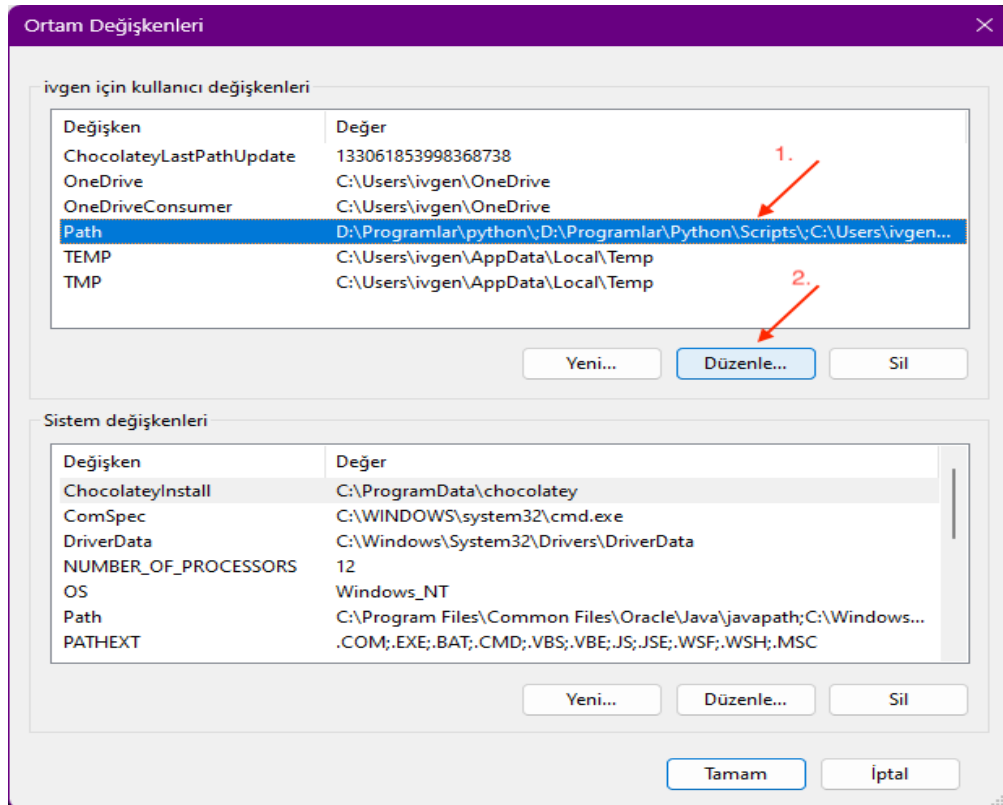 Ortam Değişkenleri
ivgen için kullanıcı değişkenleri
Değişken Değer
ChocolateyLastPathUpdate 133061853998368738
1.
OneDrive C:\Users\ivgen\OneDrive
OneDriveConsumer C:\Users\ivgen\OneDrive
Path D:\Programlar\python\;D:\Programlar\Python\Scripts\;C:\Users\ivgen...
TEMP C:\Users\ivgen\AppData\Local\Temp
TMP C:\Users\ivgen\AppData\Local\Temp
2.
Yeni... Düzenle... Sil
Sistem değişkenleri
Değişken Değer
ChocolateyInstall C:\ProgramData\chocolatey
ComSpec C:\WINDOWS\system32\cmd.exe
DriverData C:\Windows\System32\Drivers\DriverData
NUMBER_OF_PROCESSORS 12
OS Windows_NT
Path C:\Program Files\Common Files\Oracle\Java\javapath;C:\Windows...
PATHEXT .COM;.EXE;.BAT;.CMD;.VBS;.VBE;.JS;.JSE;.WSF;.WSH;.MSC
Yeni... Düzenle... Sil
Tamam İptal